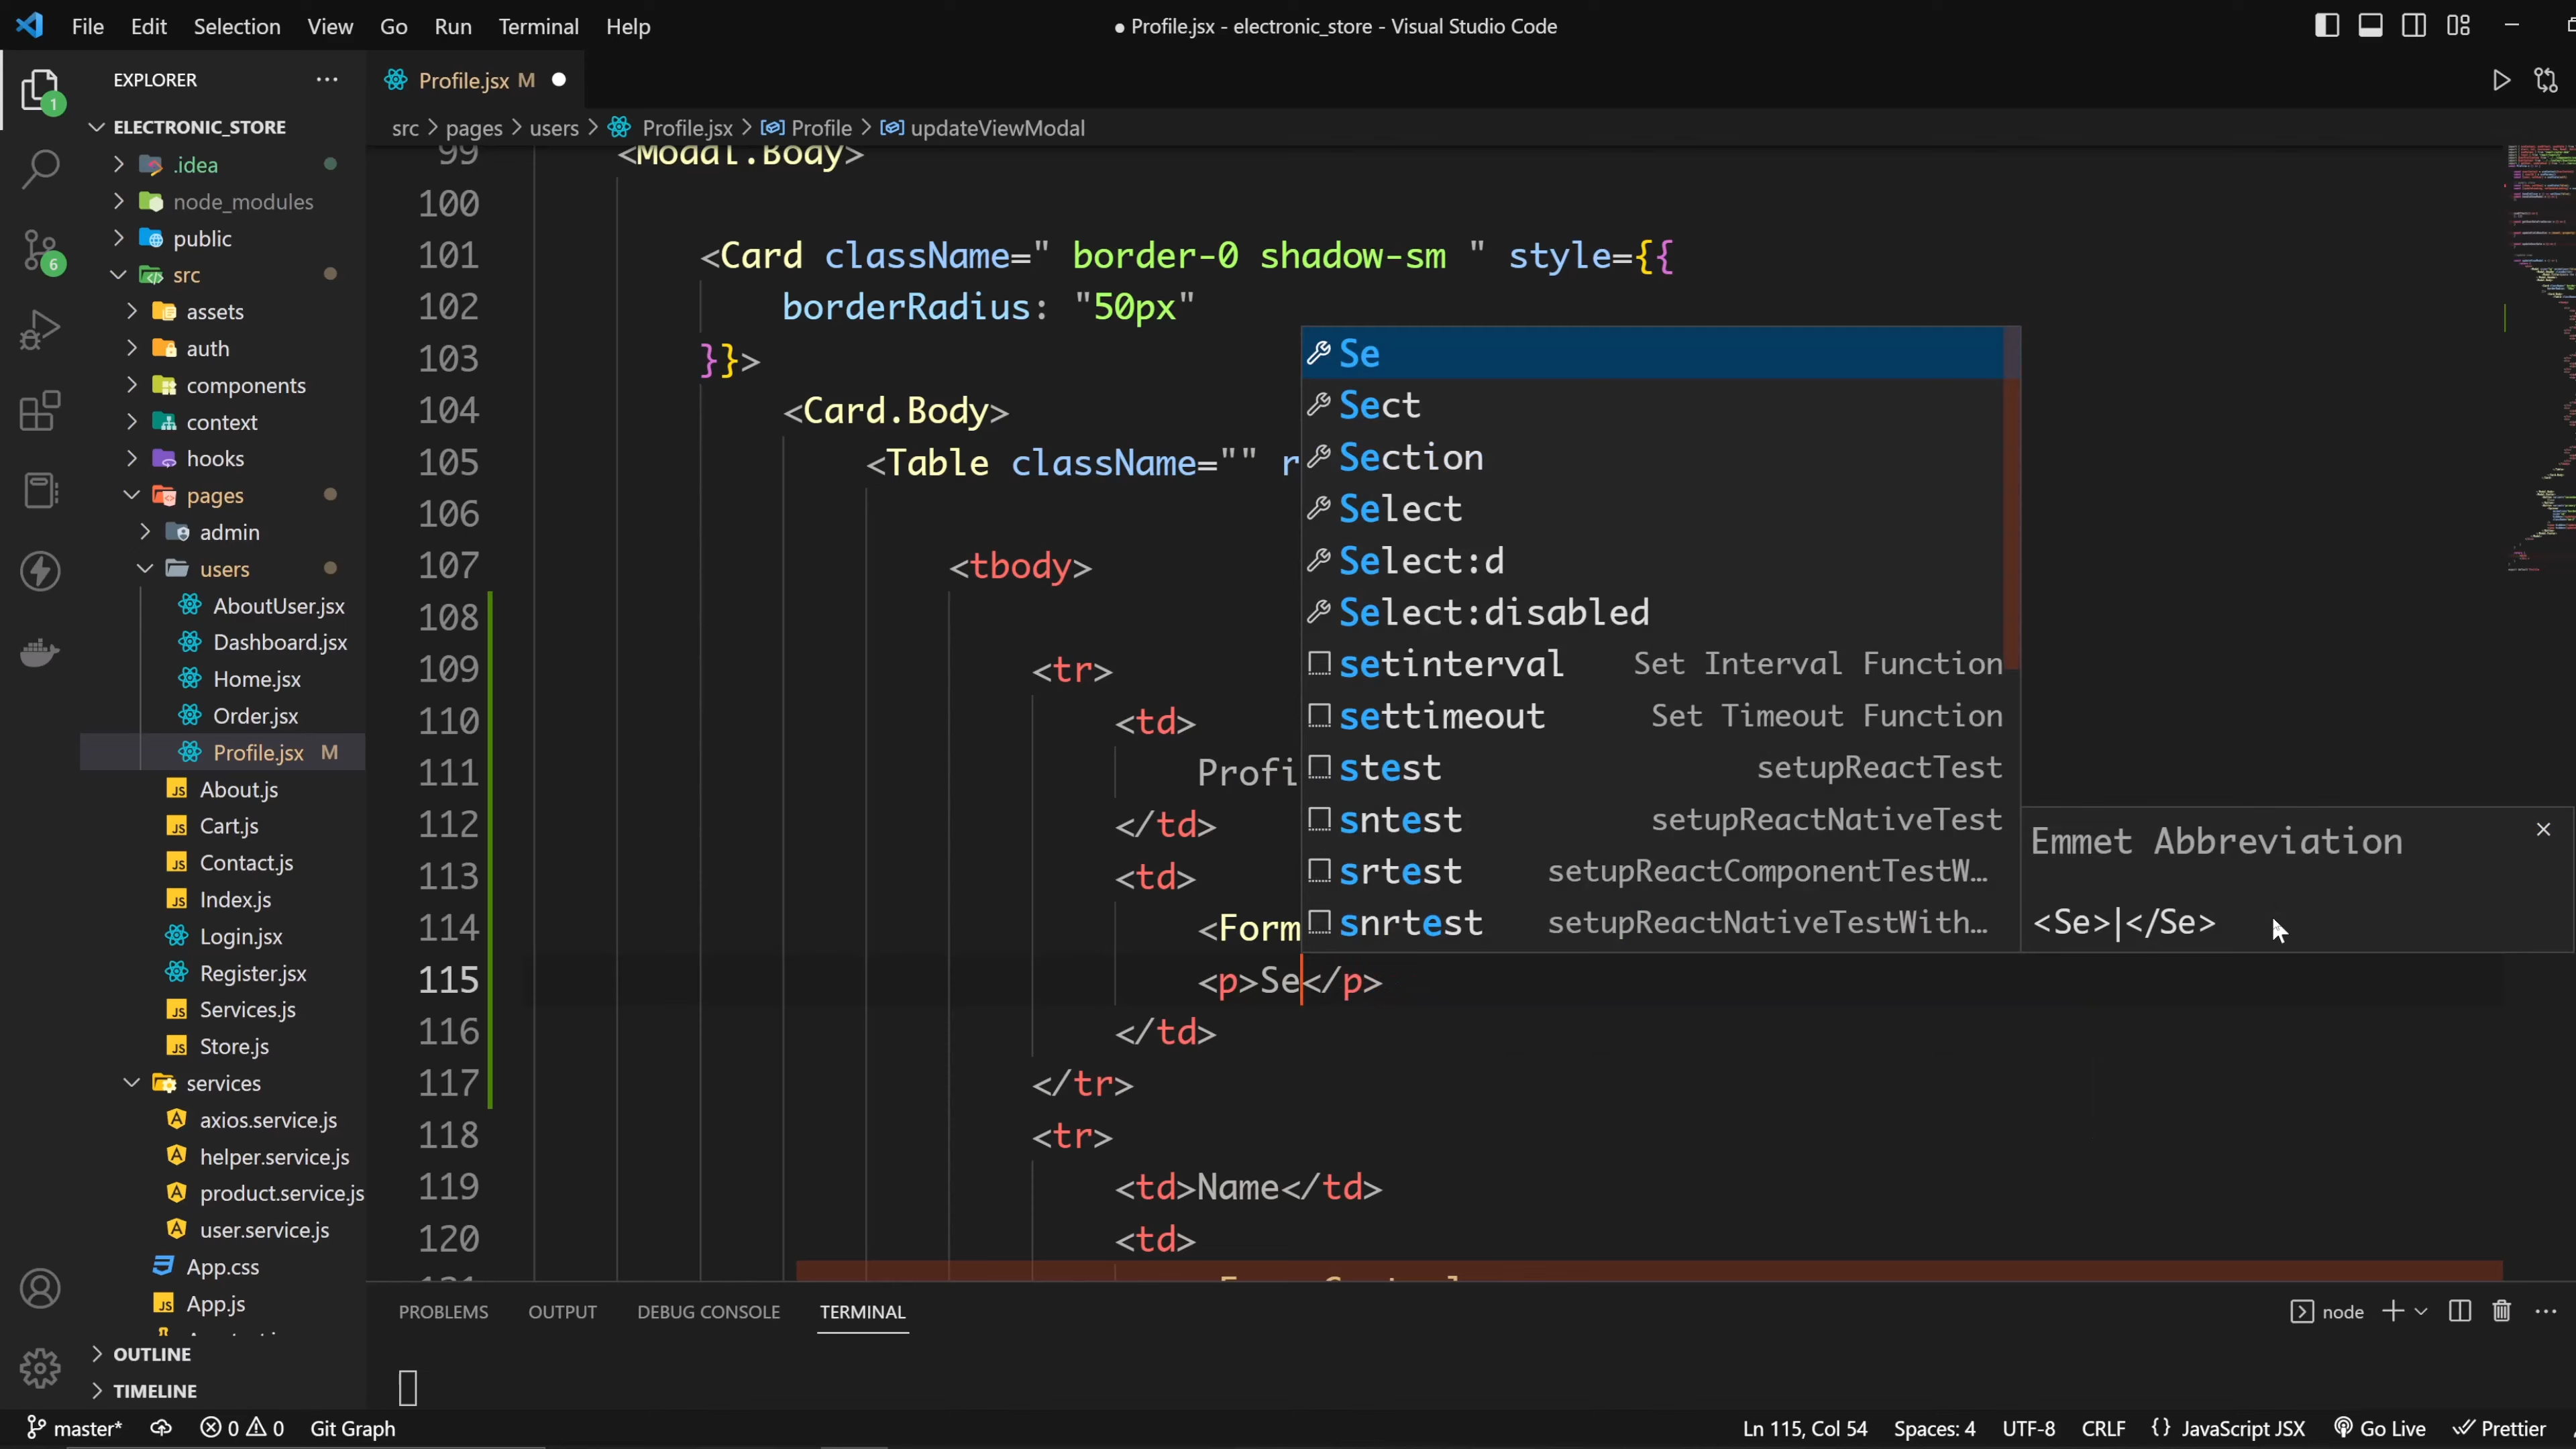 File Edit Selection View Go Run Terminal Help
● Profile.jsx - electronic_store - Visual Studio Code
EXPLORER
ELECTRONIC_STORE
.idea
node_modules
public
src
assets
auth
components
context
hooks
pages
admin
users
AboutUser.jsx
Dashboard.jsx
Home.jsx
Order.jsx
Profile.jsx M
About.js
Cart.js
Contact.js
Index.js
Login.jsx
Register.jsx
Services.js
Store.js
services
axios.service.js
helper.service.js
product.service.js
user.service.js
App.css
App.js
OUTLINE
TIMELINE
1
6
Profile.jsx M
src > pages > users > Profile.jsx > Profile > updateViewModal
99 <Modal.Body>
100
101 <Card className=" border-0 shadow-sm " style={{
102 borderRadius: "50px"
103 }}>
104 <Card.Body>
105 <Table className="" r
106
107 <tbody>
108
109 <tr>
110 <td>
111 Profi
112 </td>
113 <td>
114 <Form
115 <p>Se</p>
116 </td>
117 </tr>
118 <tr>
119 <td>Name</td>
120 <td>
121
Se
Sect
Section
Select
Select:d
Select:disabled
setinterval Set Interval Function
settimeout Set Timeout Function
stest setupReactTest
sntest setupReactNativeTest
srtest setupReactComponentTestW…
snrtest setupReactNativeTestWith…
Emmet Abbreviation
<Se>|</Se>
PROBLEMS OUTPUT DEBUG CONSOLE TERMINAL
node
master* 0 0 Git Graph
Ln 115, Col 54 Spaces: 4 UTF-8 CRLF {} JavaScript JSX Go Live Prettier